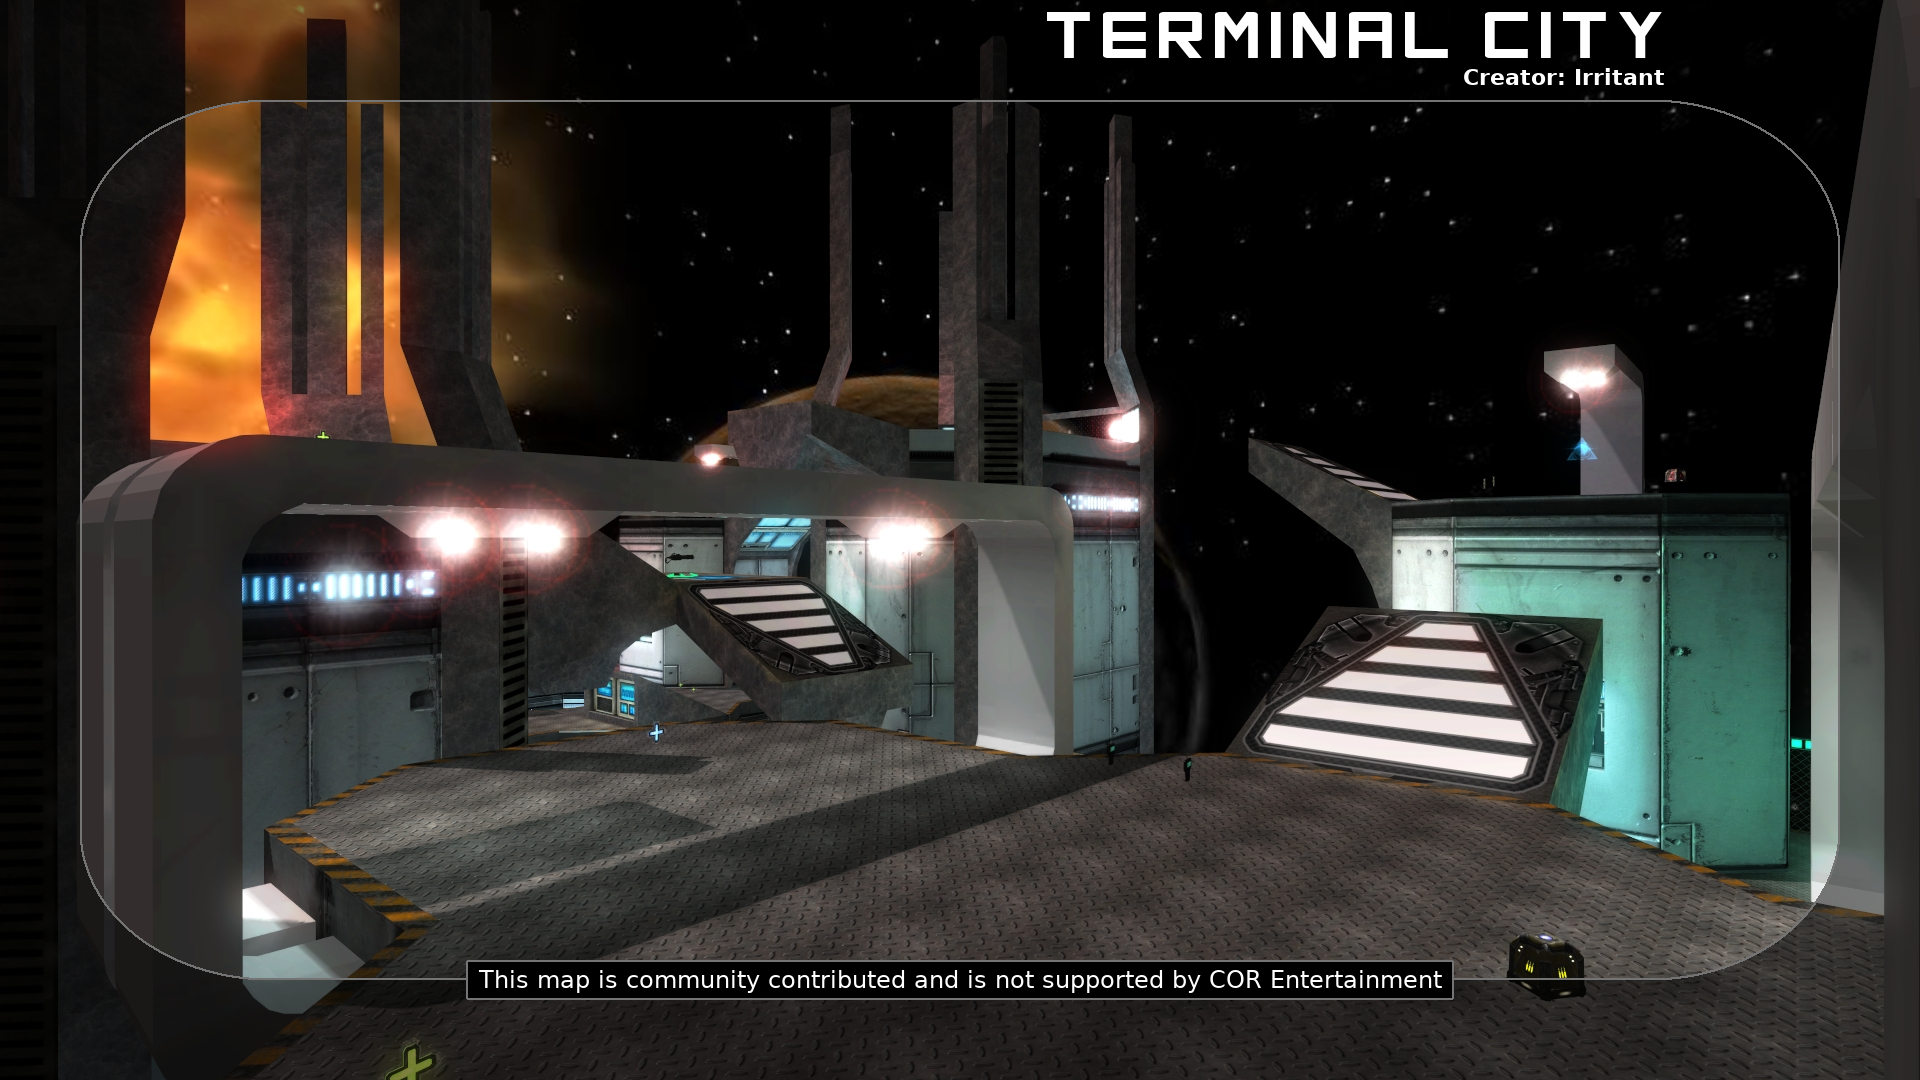 TERMINAL CITY
Creator: Irritant
This map is community contributed and is not supported by COR Entertainment